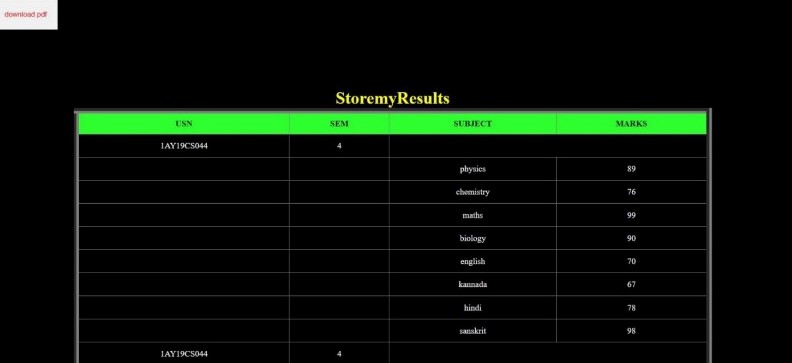 download pdf
StoremyResults
USN SEM SUBJECT MARKS
1AY19CS044 4
physics 89
chemistry 76
maths 99
biology 90
english 70
kannada 67
hindi 78
sanskrit 98
1AY19CS044 4